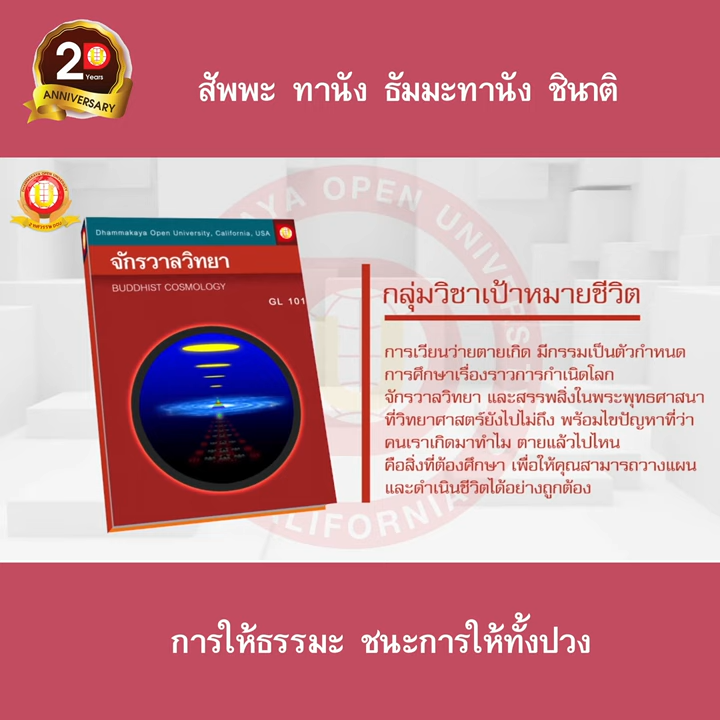 20
Years
ANNIVERSARY
สัพพะ ทานัง ธัมมะทานัง ชินาติ
Dhammakaya Open University, California, USA
จักรวาลวิทยา
BUDDHIST COSMOLOGY
GL 101
กลุ่มวิชาเป้าหมายชีวิต
การเวียนว่ายตายเกิด มีกรรมเป็นตัวกำหนด
การศึกษาเรื่องราวการกำเนิดโลก
จักรวาลวิทยา และสรรพสิ่งในพระพุทธศาสนา
ที่วิทยาศาสตร์ยังไปไม่ถึง พร้อมไขปัญหาที่ว่า
คนเราเกิดมาทำไม ตายแล้วไปไหน
คือสิ่งที่ต้องศึกษา เพื่อให้คุณสามารถวางแผน
และดำเนินชีวิตได้อย่างถูกต้อง
AYA OPEN UNIVERSIT
CALIFORNIA
การให้ธรรมะ ชนะการให้ทั้งปวง